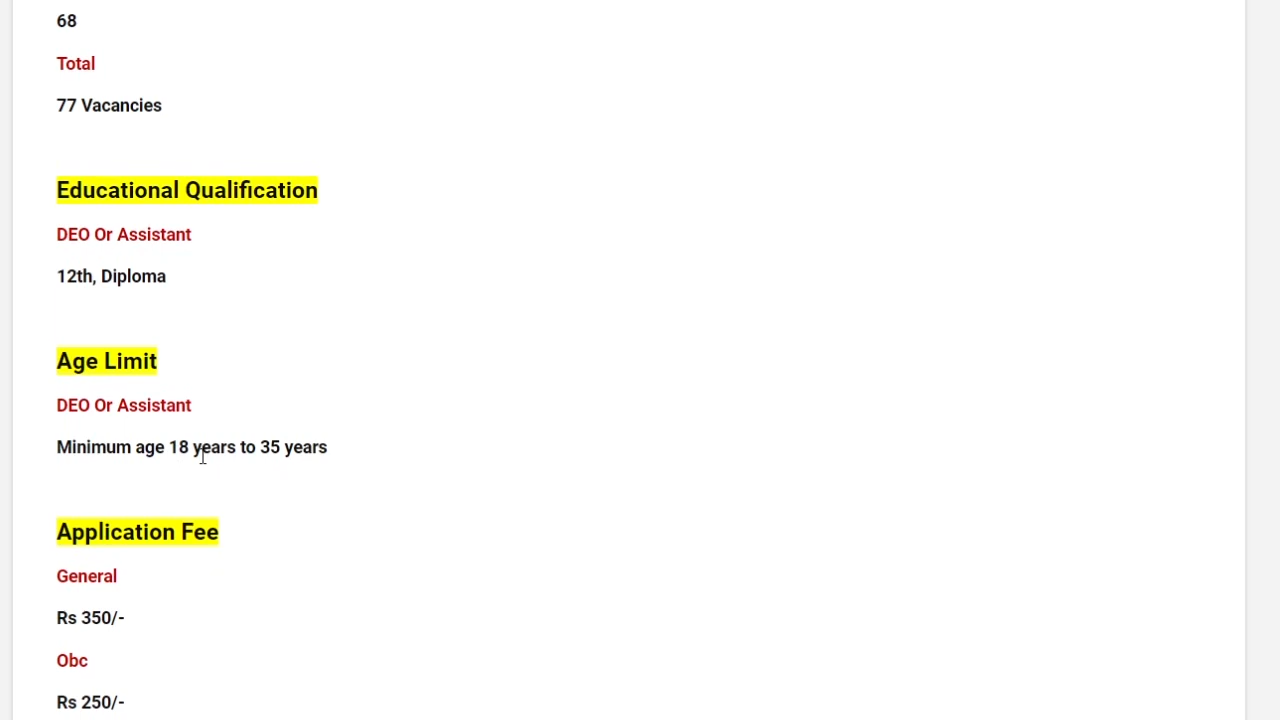 68
Total
77 Vacancies
Educational Qualification
DEO Or Assistant
12th, Diploma
Age Limit
DEO Or Assistant
Minimum age 18 years to 35 years
Application Fee
General
Rs 350/-
Obc
Rs 250/-